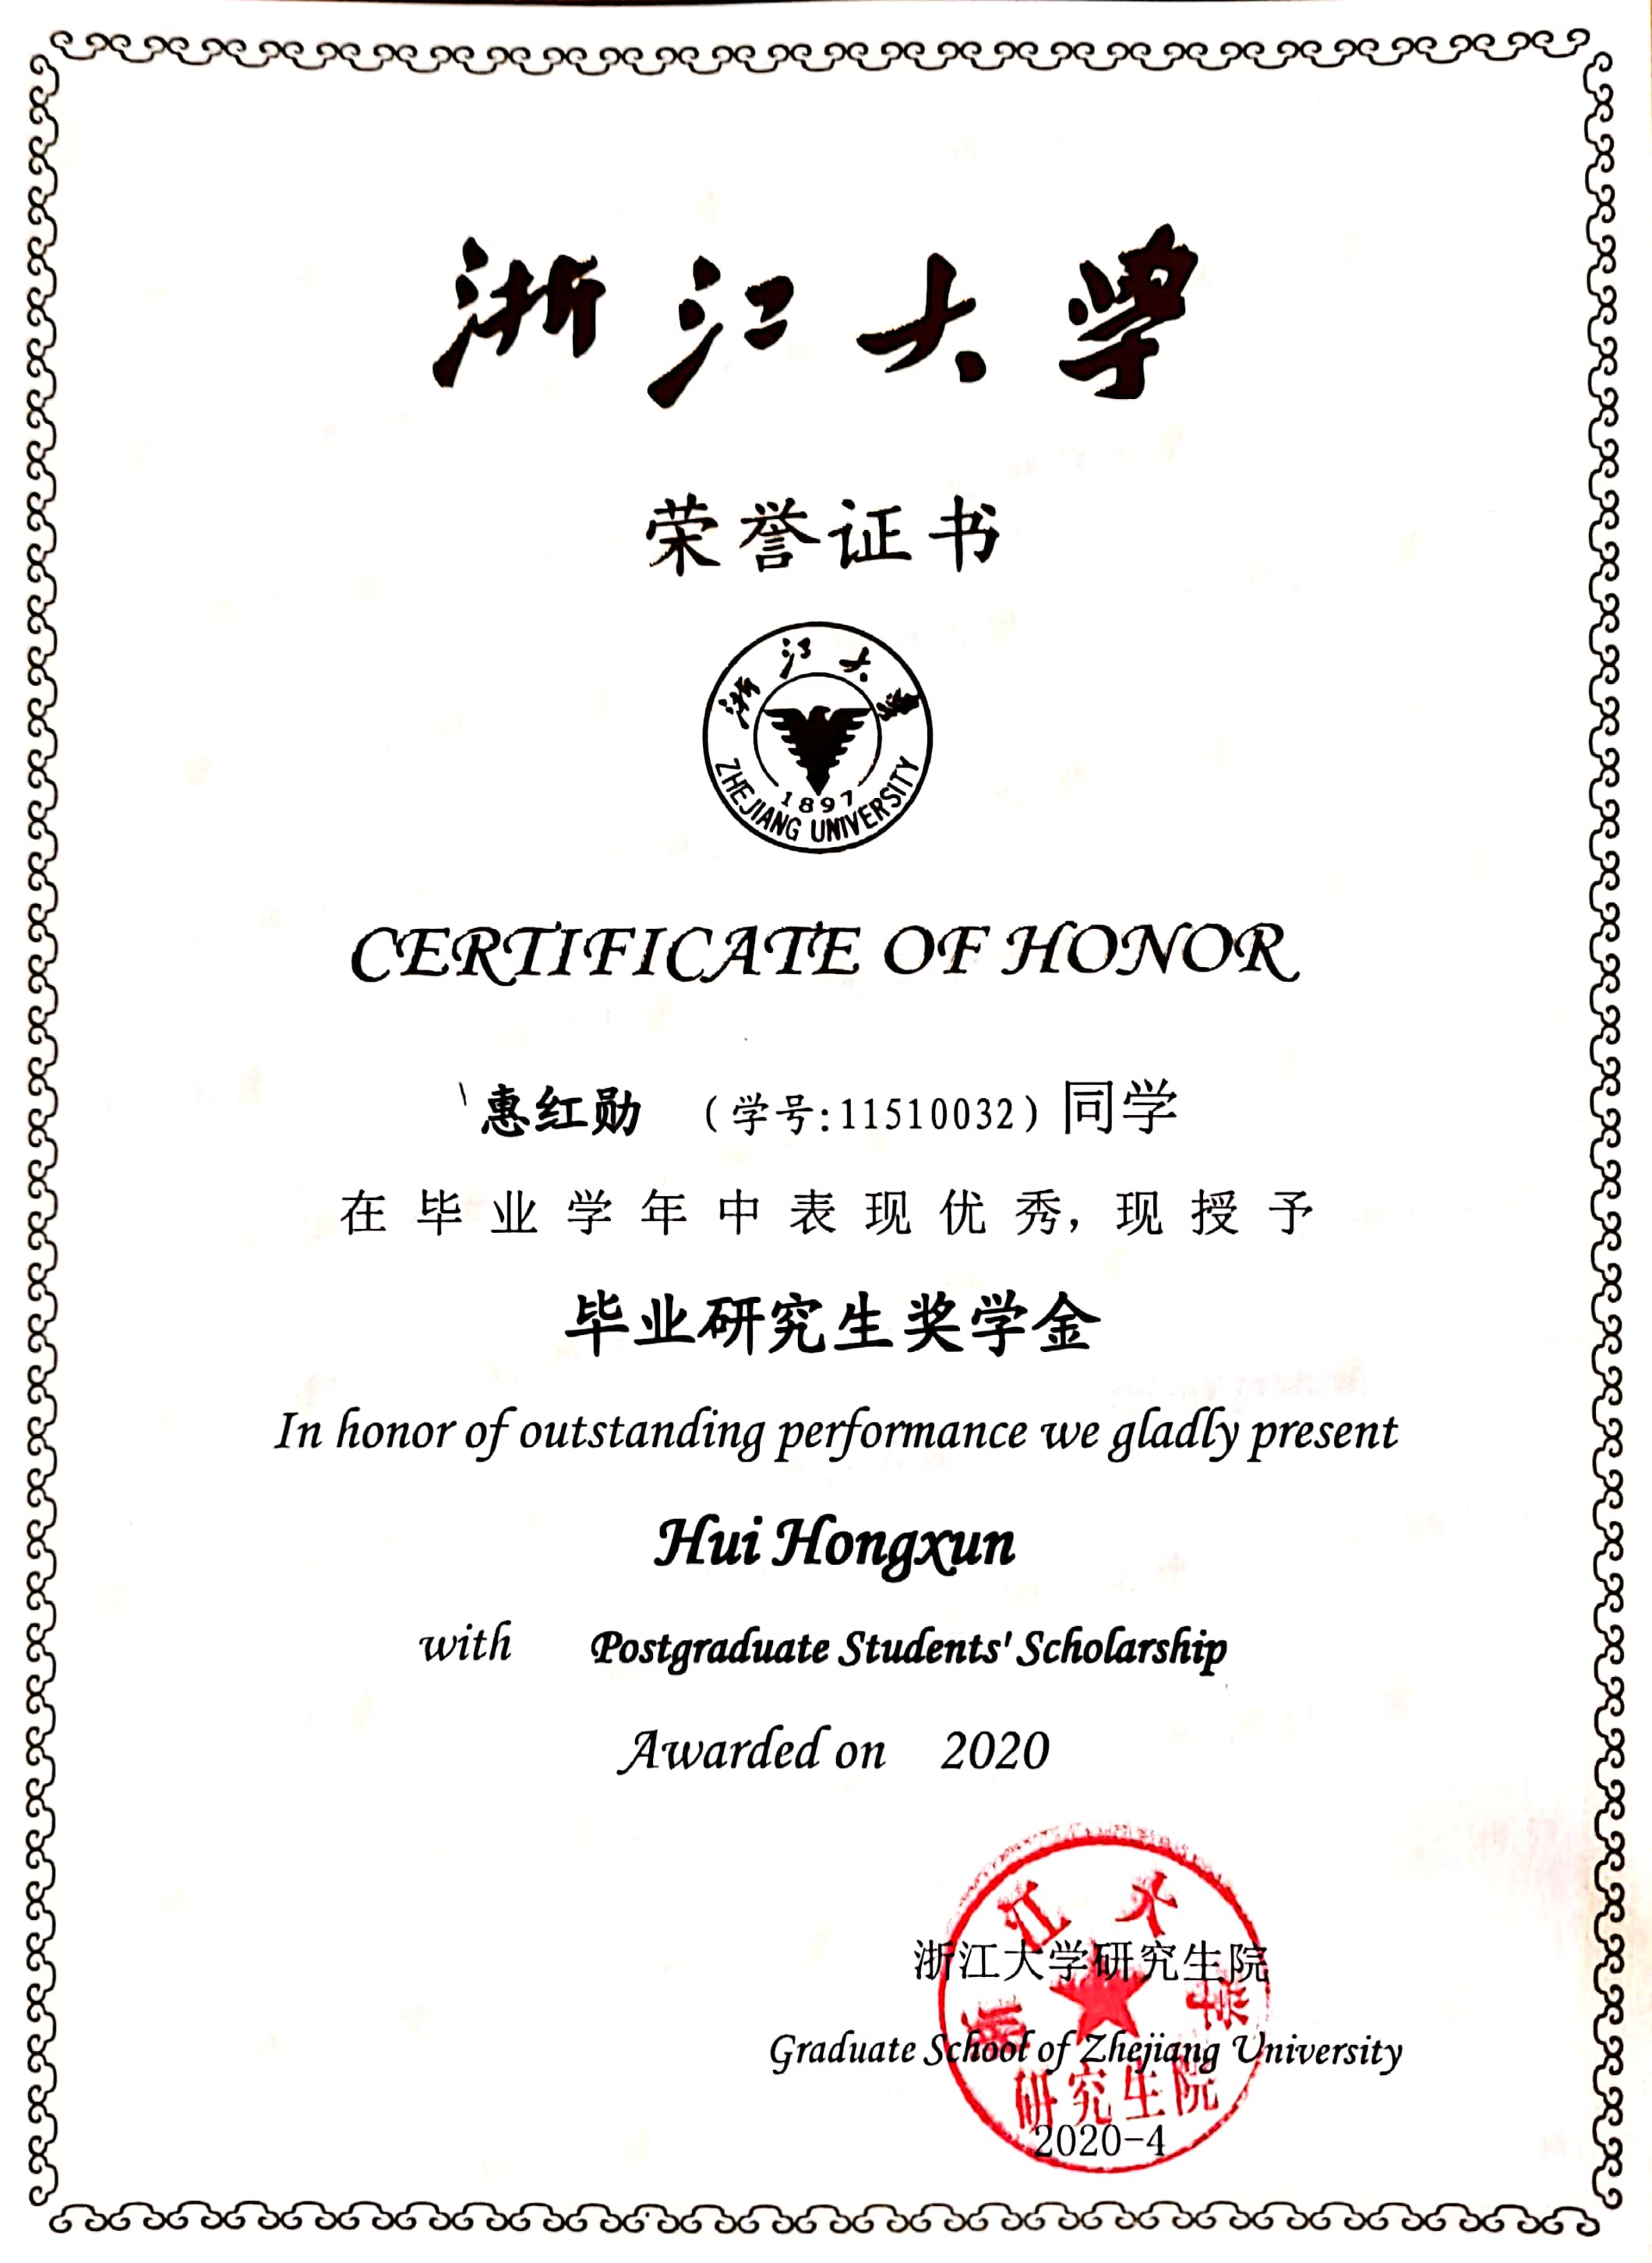 浙江大学
荣誉证书
浙江大学
1897
ZHEJIANG UNIVERSITY
CERTIFICATE OF HONOR
惠红勋 （学号:11510032）同学
在毕业学年中表现优秀，现授予
毕业研究生奖学金
In honor of outstanding performance we gladly present
Hui Hongxun
with Postgraduate Students' Scholarship
Awarded on 2020
浙江大学
浙江大学研究生院
Graduate School of Zhejiang University
研究生院
2020-4